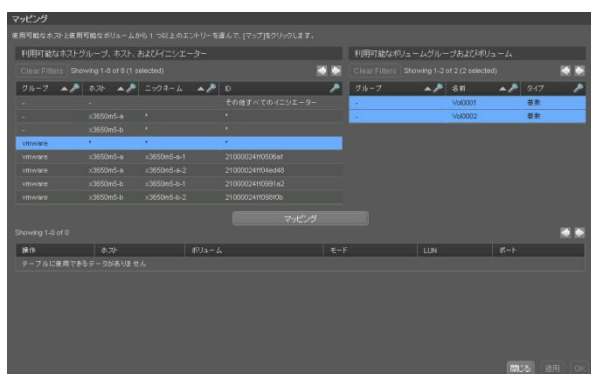 マッピング
使用可能なホストと使用可能なボリュームから 1 つ以上のエントリーを選んで、[マップ]をクリックします。
利用可能なホストグループ、ホスト、およびイニシエーター
利用可能なボリュームグループおよびボリューム
Clear Filters Showing 1-8 of 8 (1 selected)
Clear Filters Showing 1-2 of 2 (2 selected)
グループ ホスト ニックネーム ID
グループ 名前 タイプ
- - その他すべてのイニシエーター
- Vol0001 基数
- x3650m5-a * *
- Vol0002 基数
- x3650m5-b * *
vmware * * *
vmware x3650m5-a x3650m5-a-1
vmware x3650m5-a x3650m5-a-2
vmware x3650m5-b x3650m5-b-1
vmware x3650m5-b x3650m5-b-2
マッピング
Showing 1-0 of 0
操作 ホスト ボリューム モード LUN ポート
テーブルに使用できるデータがありません
閉じる 適用 OK